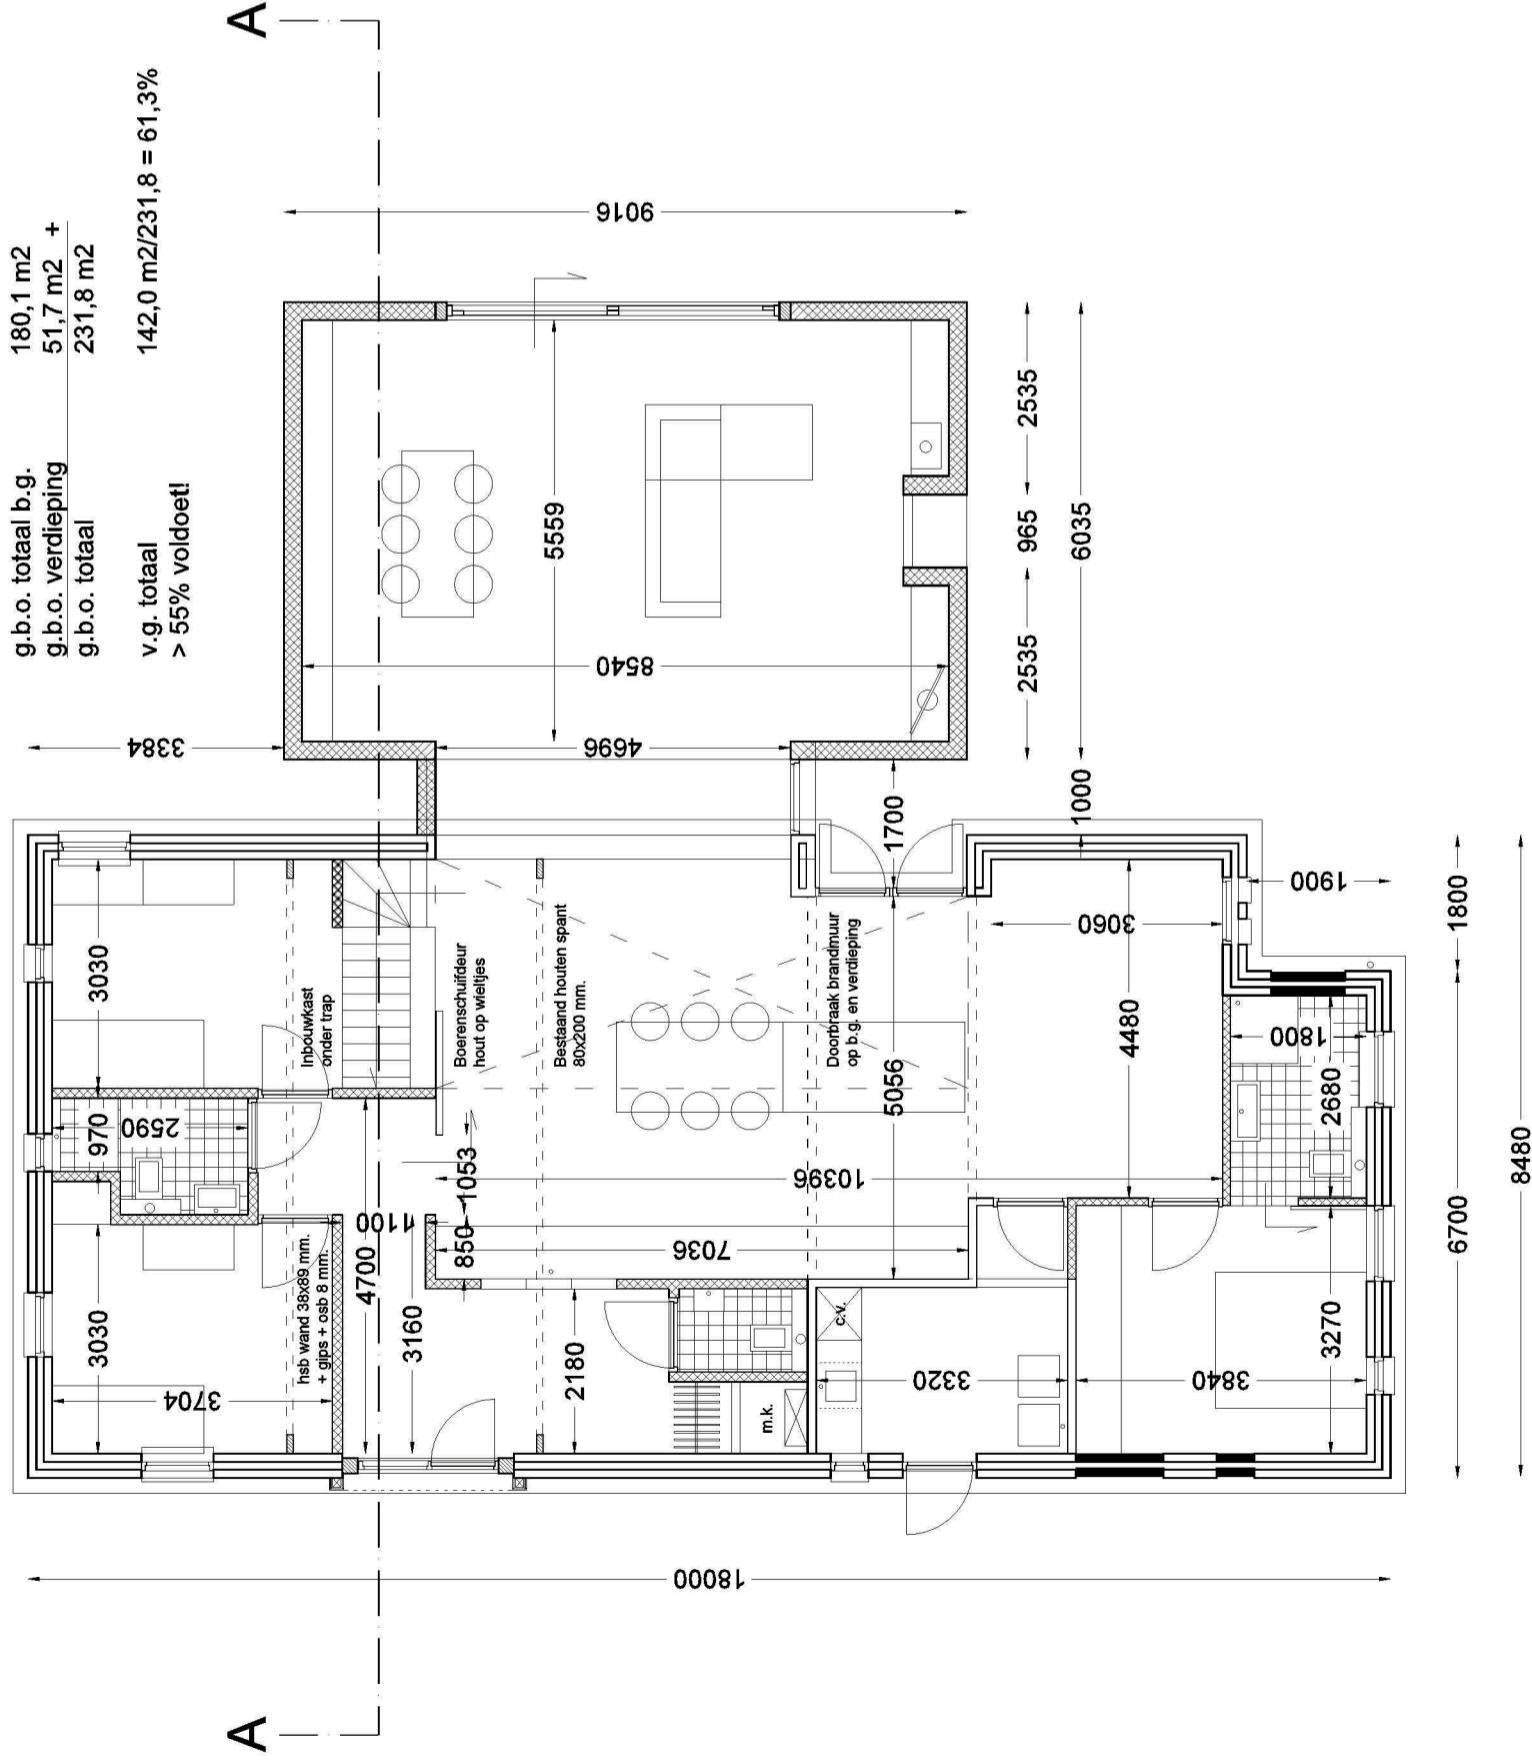 g.b.o. totaal b.g. 180,1 m2
g.b.o. verdieping 51,7 m2 +
g.b.o. totaal 231,8 m2
v.g. totaal 142,0 m2/231,8 = 61,3%
> 55% voldoet!
A
A
3384
9016
5559
8540
4696
2535
965
2535
6035
1000
1700
3030
Inbouwkast
onder trap
Boerenschuifdeur
hout op wieltjes
Bestaand houten spant
80x200 mm.
Doorbraak brandmuur
op b.g. en verdieping
3060
1900
1800
4480
5056
1800
2680
970
2590
1053
10396
1100
850
4700
7036
3030
hsb wand 38x89 mm.
+ gips + osb 8 mm.
3704
3160
2180
c.v.
m.k.
3320
3840
3270
6700
8480
18000